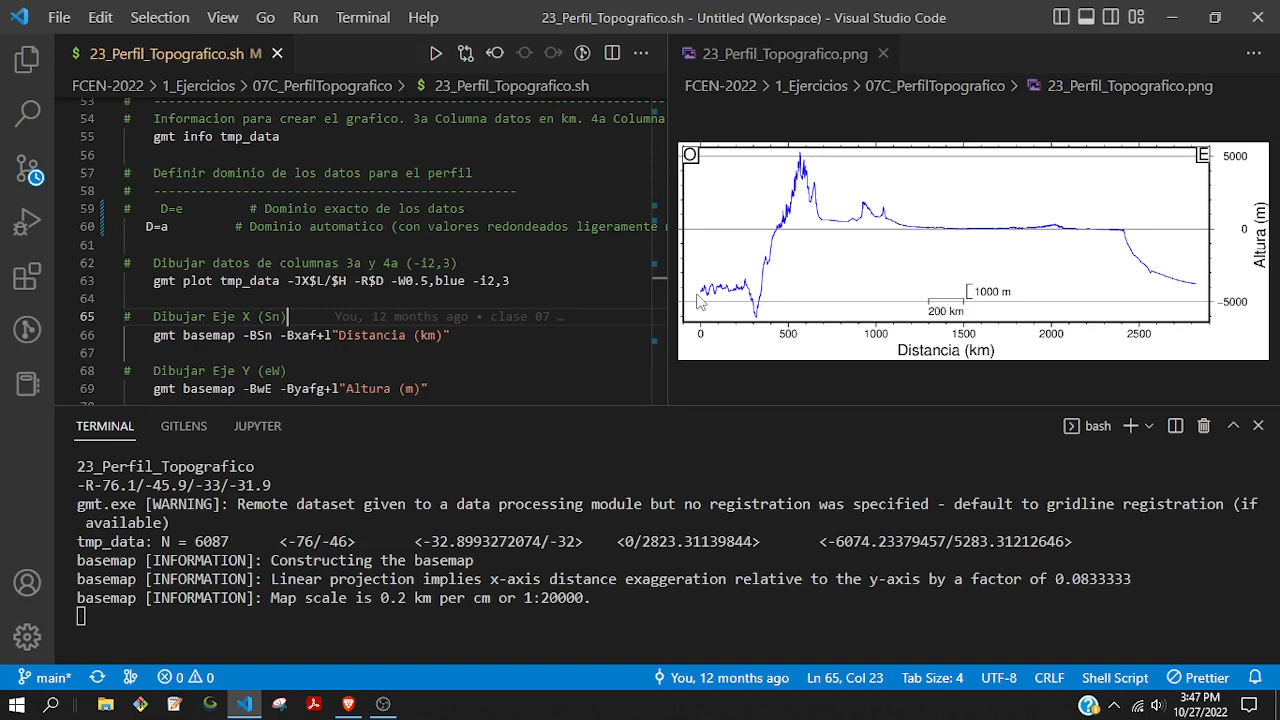 File Edit Selection View Go Run Terminal Help 23_Perfil_Topografico.sh - Untitled (Workspace) - Visual Studio Code
$ 23_Perfil_Topografico.sh M
23_Perfil_Topografico.png
FCEN-2022 > 1_Ejercicios > 07C_PerfilTopografico > $ 23_Perfil_Topografico.sh
FCEN-2022 > 1_Ejercicios > 07C_PerfilTopografico > 23_Perfil_Topografico.png
53 # -----------------------------------------------------------------
54 # Informacion para crear el grafico. 3a Columna datos en km. 4a Columna
55 gmt info tmp_data
56
57 # Definir dominio de los datos para el perfil
58 # -----------------------------------------------
59 # D=e # Dominio exacto de los datos
60 D=a # Dominio automatico (con valores redondeados ligeramente
61
62 # Dibujar datos de columnas 3a y 4a (-i2,3)
63 gmt plot tmp_data -JX$L/$H -R$D -W0.5,blue -i2,3
64
65 # Dibujar Eje X (Sn) You, 12 months ago • clase 07 …
66 gmt basemap -BSn -Bxaf+l"Distancia (km)"
67
68 # Dibujar Eje Y (eW)
69 gmt basemap -BwE -Byafg+l"Altura (m)"
O E
5000
0
-5000
Altura (m)
1000 m
200 km
0 500 1000 1500 2000 2500
Distancia (km)
TERMINAL GITLENS JUPYTER bash
23_Perfil_Topografico
-R-76.1/-45.9/-33/-31.9
gmt.exe [WARNING]: Remote dataset given to a data processing module but no registration was specified - default to gridline registration (if
available)
tmp_data: N = 6087 <-76/-46> <-32.8993272074/-32> <0/2823.31139844> <-6074.23379457/5283.31212646>
basemap [INFORMATION]: Constructing the basemap
basemap [INFORMATION]: Linear projection implies x-axis distance exaggeration relative to the y-axis by a factor of 0.0833333
basemap [INFORMATION]: Map scale is 0.2 km per cm or 1:20000.
main* 0 0 You, 12 months ago Ln 65, Col 23 Tab Size: 4 UTF-8 CRLF Shell Script Prettier
3:47 PM
10/27/2022